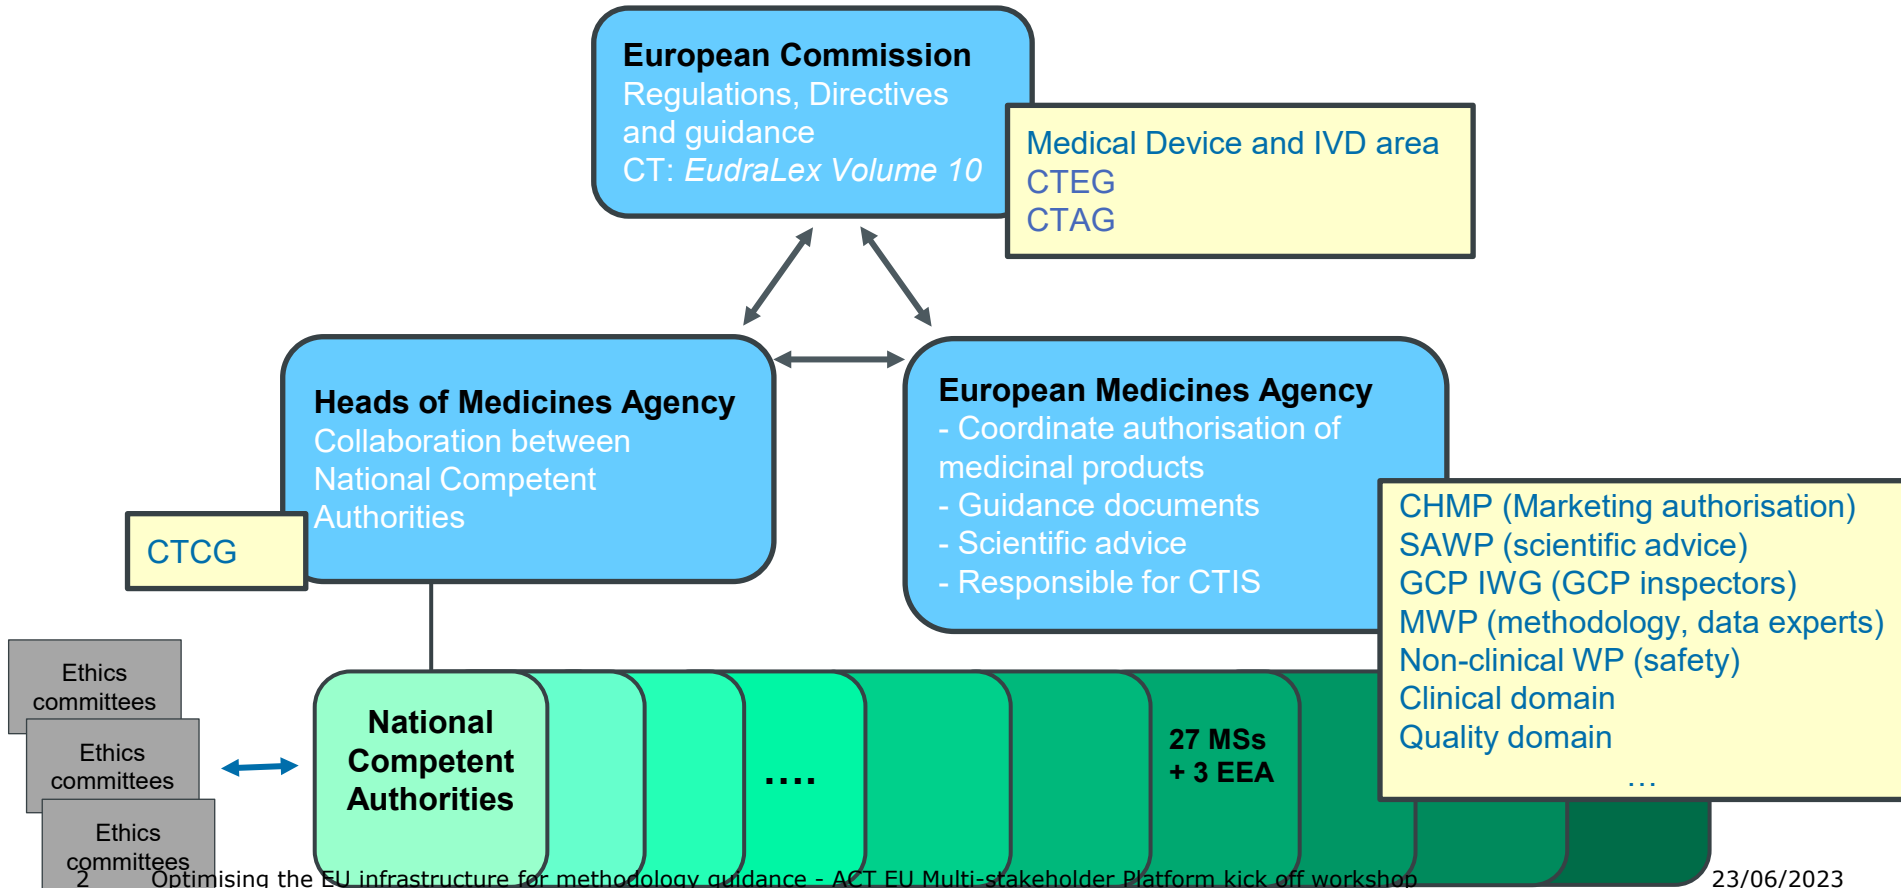 European Commission
Regulations, Directives
and guidance
CT: EudraLex Volume 10
Medical Device and IVD area
CTEG
CTAG
Heads of Medicines Agency
Collaboration between
National Competent
Authorities
CTCG
European Medicines Agency
- Coordinate authorisation of
medicinal products
- Guidance documents
- Scientific advice
- Responsible for CTIS
CHMP (Marketing authorisation)
SAWP (scientific advice)
GCP IWG (GCP inspectors)
MWP (methodology, data experts)
Non-clinical WP (safety)
Clinical domain
Quality domain
…
Ethics
committees
Ethics
committees
Ethics
committees
National
Competent
Authorities
....
27 MSs
+ 3 EEA
2 Optimising the EU infrastructure for methodology guidance - ACT EU Multi-stakeholder Platform kick off workshop 23/06/2023